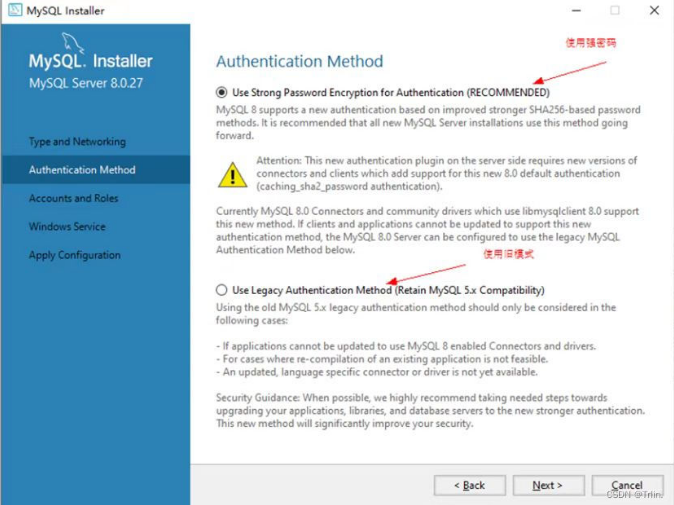 MySQL Installer
MySQL. Installer
MySQL Server 8.0.27
Type and Networking
Authentication Method
Accounts and Roles
Windows Service
Apply Configuration
Authentication Method
使用强密码
Use Strong Password Encryption for Authentication (RECOMMENDED)
MySQL 8 supports a new authentication based on improved stronger SHA256-based password
methods. It is recommended that all new MySQL Server installations use this method going
forward.
Attention: This new authentication plugin on the server side requires new versions of
connectors and clients which add support for this new 8.0 default authentication
(caching_sha2_password authentication).
Currently MySQL 8.0 Connectors and community drivers which use libmysqlclient 8.0 support
this new method. If clients and applications cannot be updated to support this new
authentication method, the MySQL 8.0 Server can be configured to use the legacy MySQL
Authentication Method below.
使用旧模式
Use Legacy Authentication Method (Retain MySQL 5.x Compatibility)
Using the old MySQL 5.x legacy authentication method should only be considered in the
following cases:
- If applications cannot be updated to use MySQL 8 enabled Connectors and drivers.
- For cases where re-compilation of an existing application is not feasible.
- An updated, language specific connector or driver is not yet available.
Security Guidance: When possible, we highly recommend taking needed steps towards
upgrading your applications, libraries, and database servers to the new stronger authentication.
This new method will significantly improve your security.
< Back
Next >
Cancel
CSDN @Trlin.